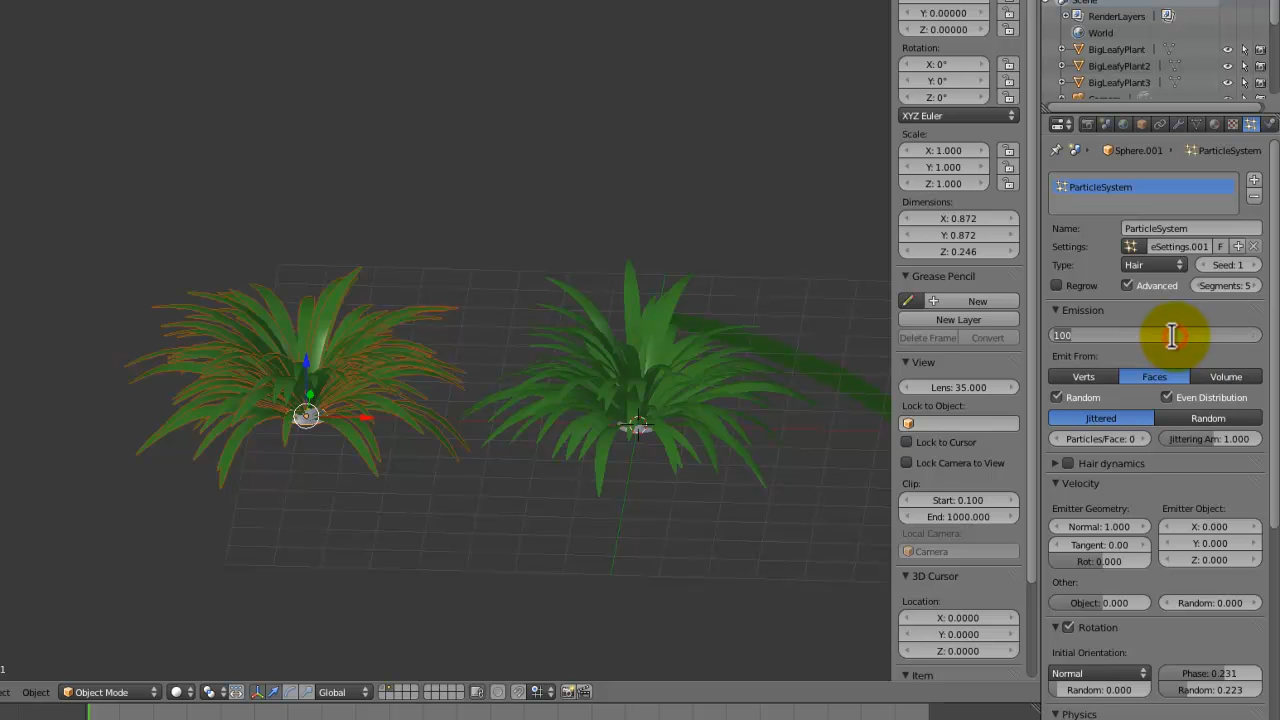 Y: 0.00000
Z: 0.00000
Rotation:
X: 0°
Y: 0°
Z: 0°
XYZ Euler
Scale:
X: 1.000
Y: 1.000
Z: 1.000
Dimensions:
X: 0.872
Y: 0.872
Z: 0.246
Grease Pencil
New
New Layer
Delete Frame Convert
View
Lens: 35.000
Lock to Object:
Lock to Cursor
Lock Camera to View
Clip:
Start: 0.100
End: 1000.000
Local Camera:
Camera
3D Cursor
Location:
X: 0.0000
Y: 0.0000
Z: 0.0000
Item
Scene
RenderLayers
World
BigLeafyPlant
BigLeafyPlant2
BigLeafyPlant3
Sphere.001 ParticleSystem
ParticleSystem
Name: ParticleSystem
Settings: eSettings.001 F
Type: Hair Seed: 1
Regrow Advanced Segments: 5
Emission
100
Emit From:
Verts Faces Volume
Random Even Distribution
Jittered Random
Particles/Face: 0 Jittering Am: 1.000
Hair dynamics
Velocity
Emitter Geometry: Emitter Object:
Normal: 1.000 X: 0.000
Tangent: 0.00 Y: 0.000
Rot: 0.000 Z: 0.000
Other:
Object: 0.000 Random: 0.000
Rotation
Initial Orientation:
Normal Phase: 0.231
Random: 0.000 Random: 0.223
Physics
1
ct Object Object Mode Global